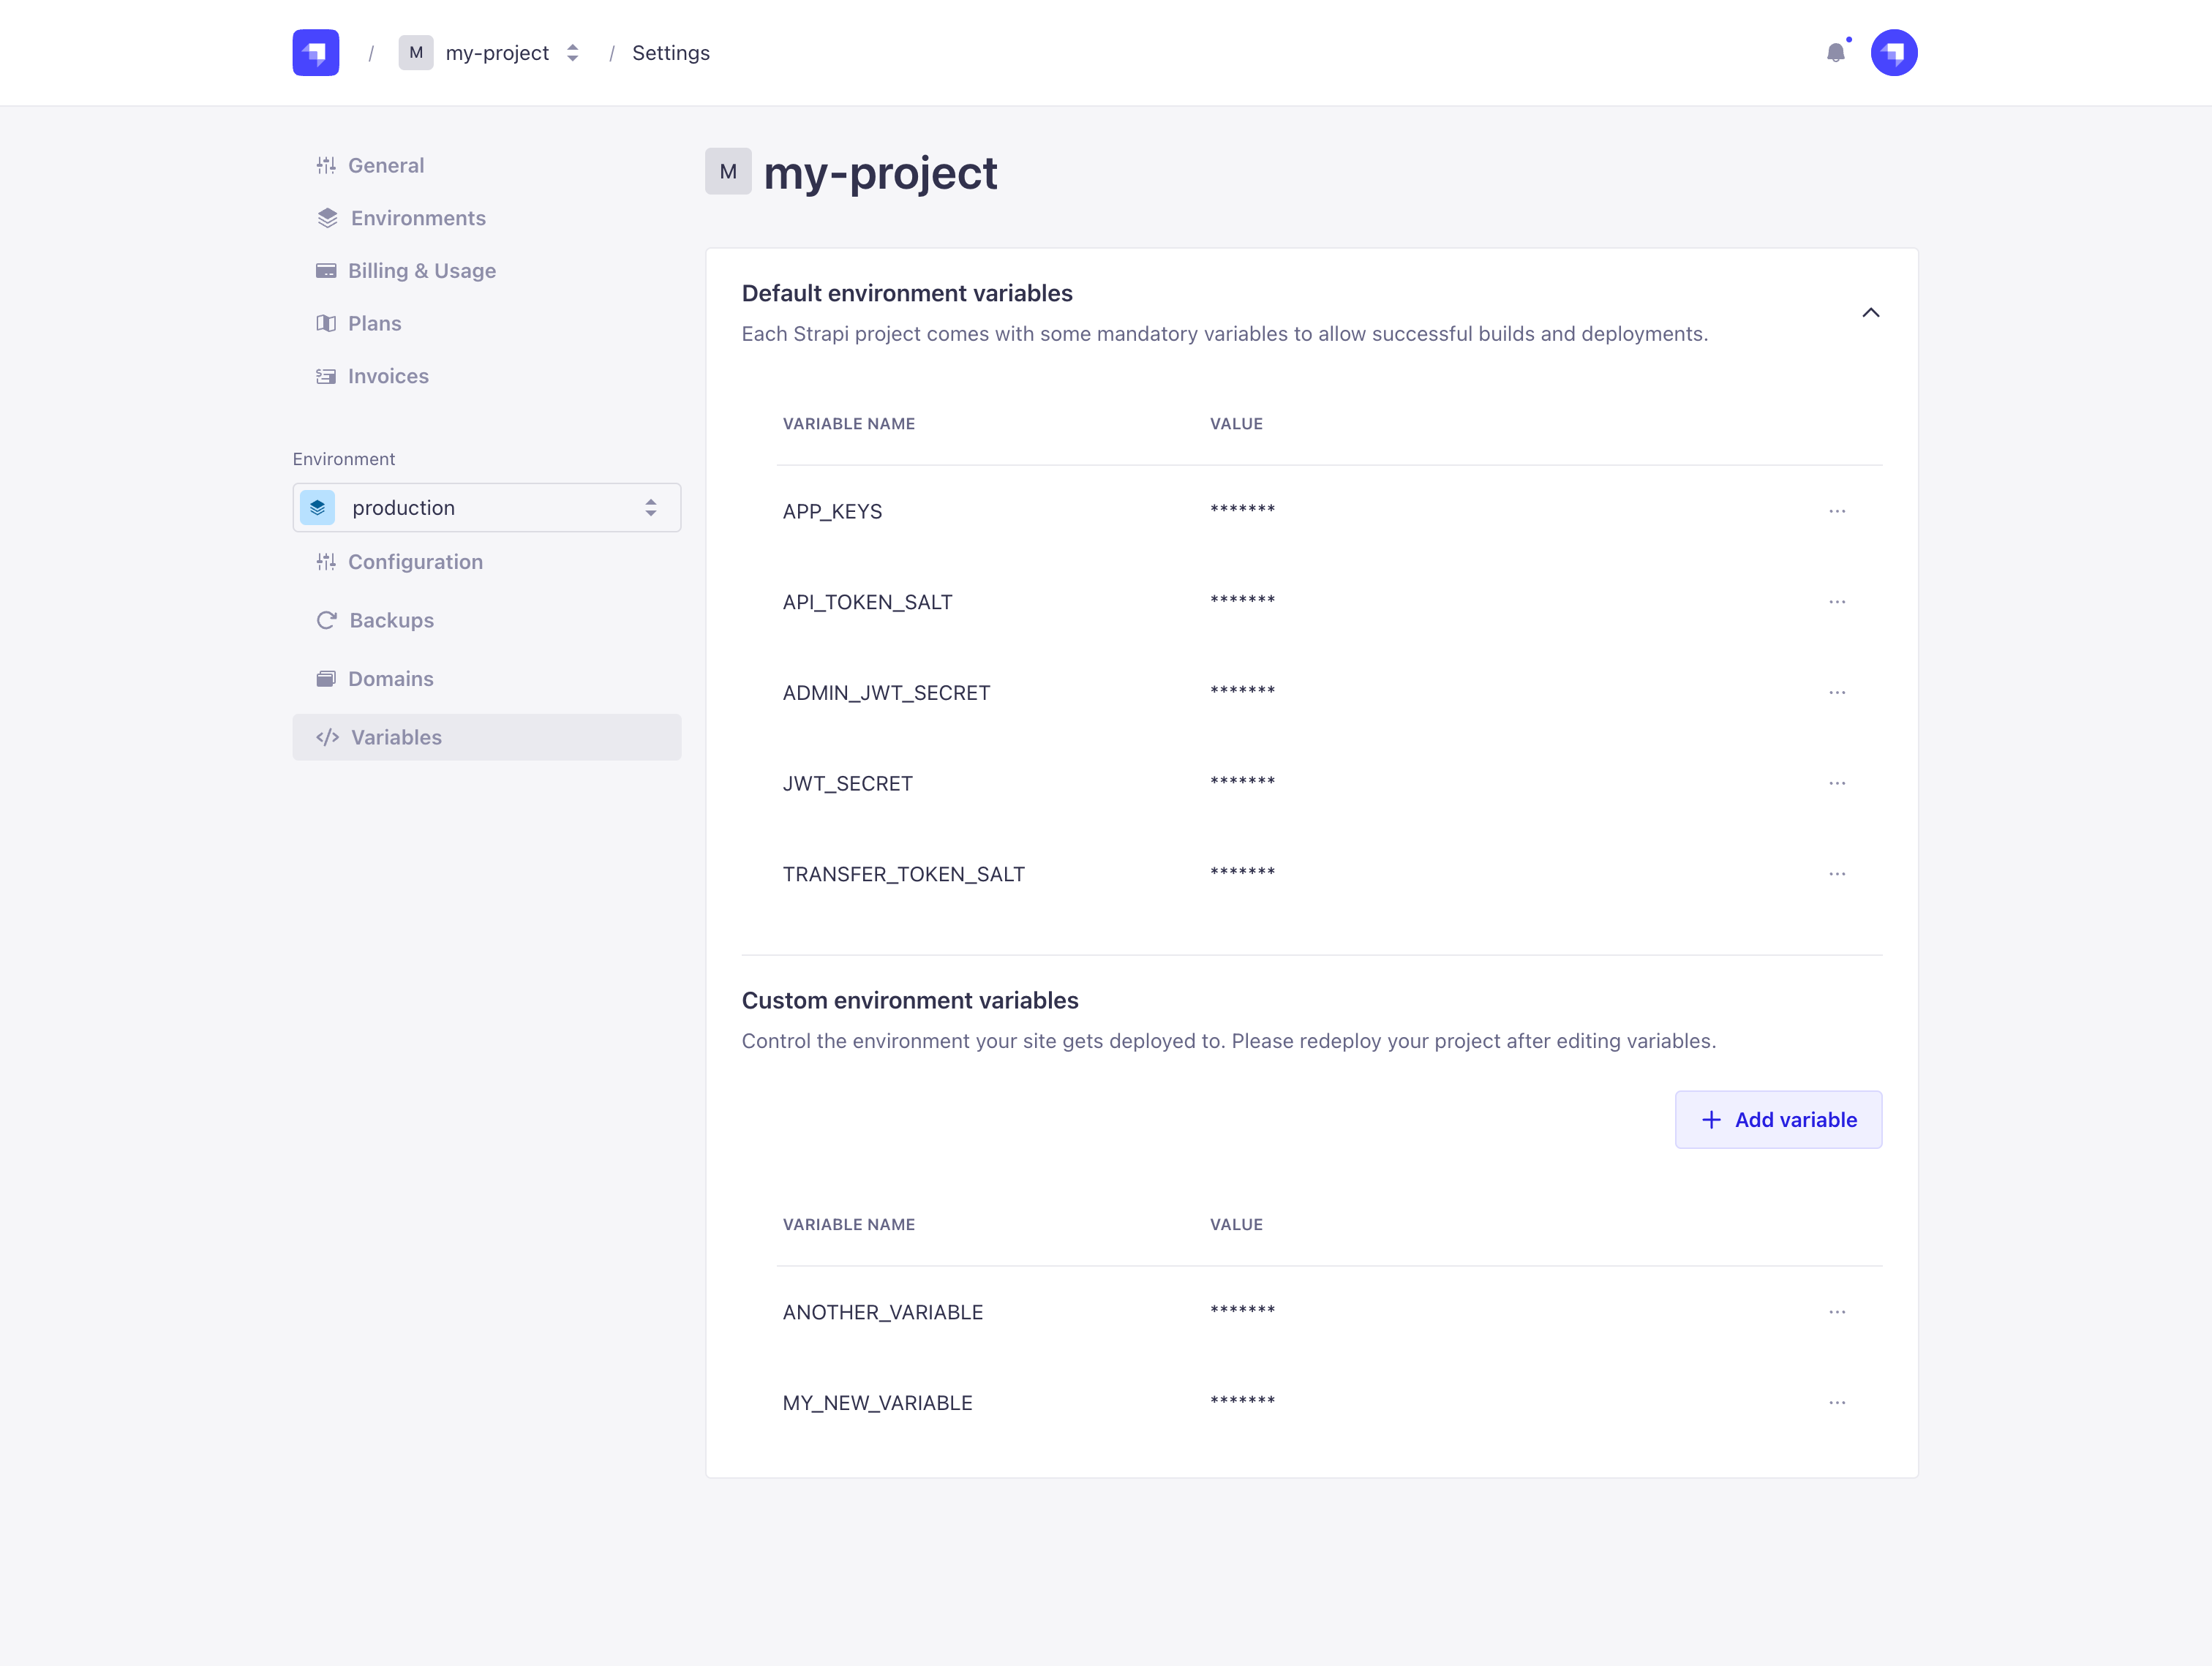 / M my-project / Settings
General
Environments
Billing & Usage
Plans
Invoices
Environment
production
Configuration
Backups
Domains
</> Variables
M my-project
Default environment variables
Each Strapi project comes with some mandatory variables to allow successful builds and deployments.
VARIABLE NAME VALUE
APP_KEYS ******* ...
API_TOKEN_SALT ******* ...
ADMIN_JWT_SECRET ******* ...
JWT_SECRET ******* ...
TRANSFER_TOKEN_SALT ******* ...
Custom environment variables
Control the environment your site gets deployed to. Please redeploy your project after editing variables.
+ Add variable
VARIABLE NAME VALUE
ANOTHER_VARIABLE ******* ...
MY_NEW_VARIABLE ******* ...